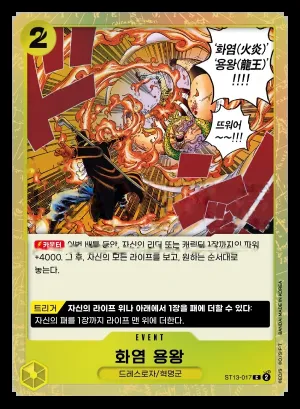 2
'화염(火炎)
용왕(龍王)'
!!!!
뜨워어
~!!!
카운터 이번 배틀 동안, 자신의 리더 또는 캐릭터 1장까지의 파워
+4000. 그 후, 자신의 모든 라이프를 보고, 원하는 순서대로
놓는다.
트리거 자신의 라이프 위나 아래에서 1장을 패에 더할 수 있다:
자신의 패를 1장까지 라이프 맨 위에 더한다.
EVENT
화염 용왕
드레스로자/혁명군
ST13-017 C 2